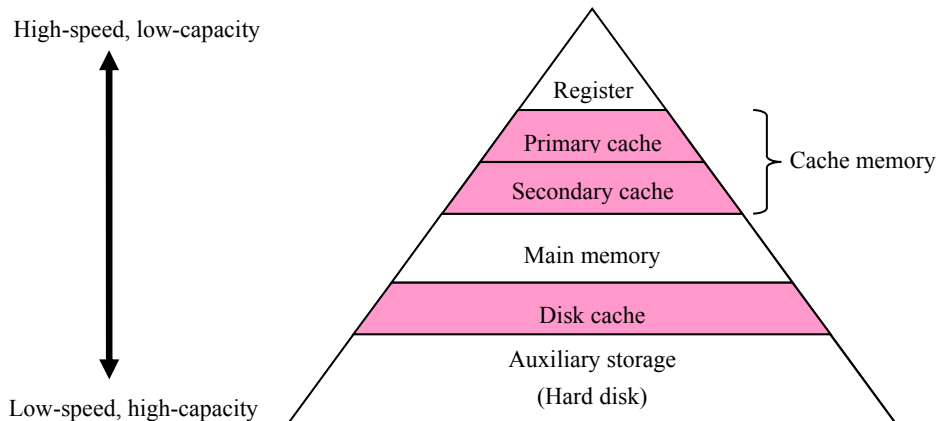 High-speed, low-capacity
Register
Primary cache
Cache memory
Secondary cache
Main memory
Disk cache
Auxiliary storage
(Hard disk)
Low-speed, high-capacity